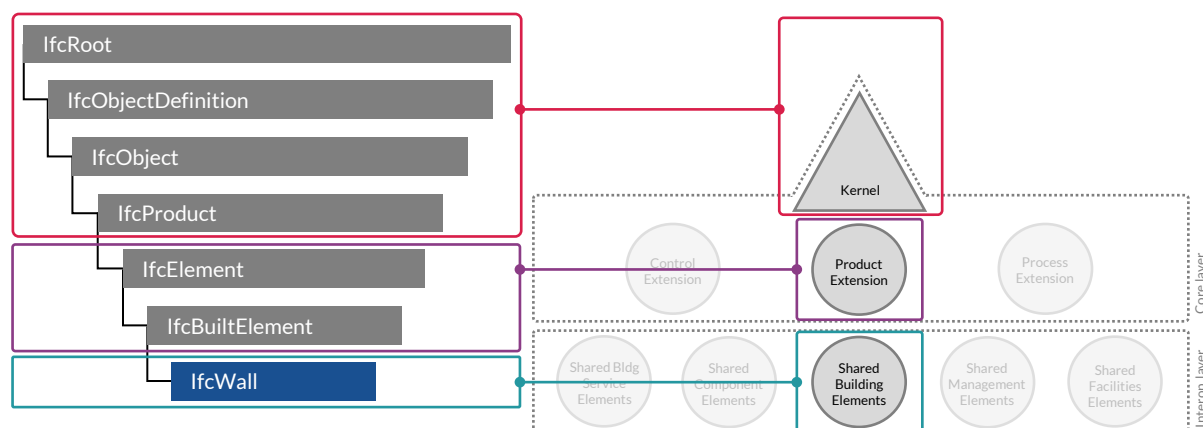 IfcRoot
IfcObjectDefinition
IfcObject
IfcProduct
IfcElement
IfcBuiltElement
IfcWall
Kernel
Control
Extension
Product
Extension
Process
Extension
Core layer
Shared Bldg
Service
Elements
Shared
Component
Elements
Shared
Building
Elements
Shared
Management
Elements
Shared
Facilities
Elements
Interop layer